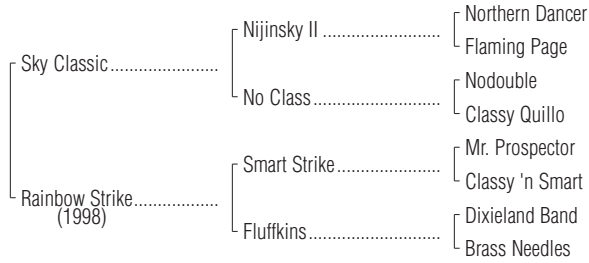 Northern Dancer
Nijinsky II ........................
Flaming Page
Sky Classic......................
Nodouble
No Class..........................
Classy Quillo
Mr. Prospector
Smart Strike.....................
Classy 'n Smart
Rainbow Strike.................
(1998)
Dixieland Band
Fluffkins...........................
Brass Needles